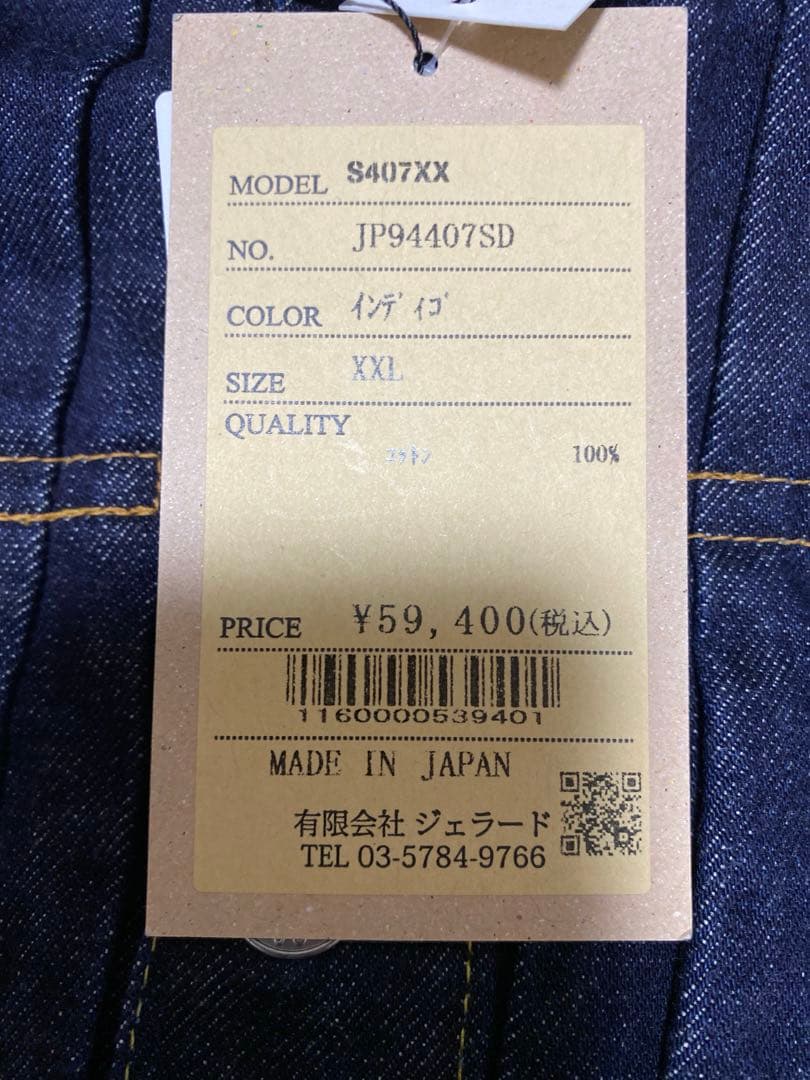 MODEL S407XX
NO. JP94407SD
COLOR ｲﾝﾃﾞｨｺﾞ
SIZE XXL
QUALITY
ｺｯﾄﾝ 100%
PRICE ¥59,400(税込)
1160000539401
MADE IN JAPAN
有限会社 ジェラード
TEL 03-5784-9766